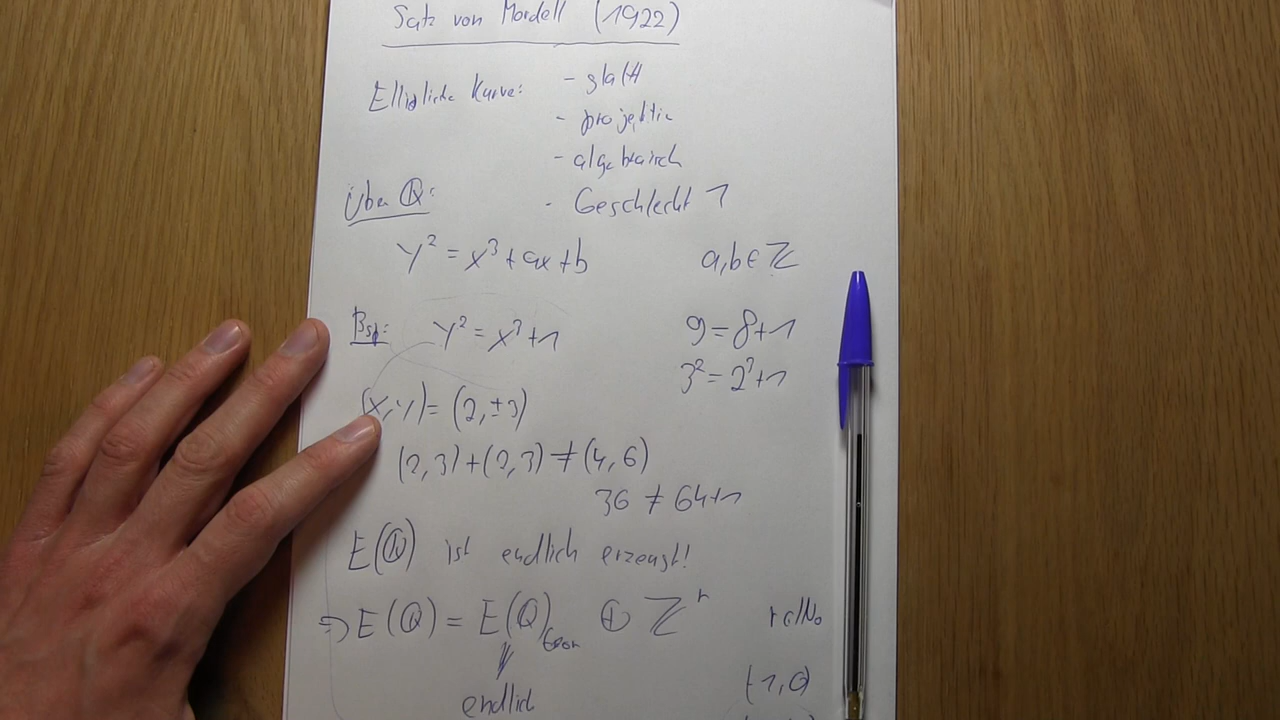 Satz von Mordell (1922)
Elliptische Kurve: - glatt
- projektiv
- algebraisch
Über ℚ: - Geschlecht 1
y² = x³ + ax + b a, b ∈ ℤ
Bsp.: y² = x³ + 1 9 = 8 + 1
3² = 2³ + 1
(x, y) = (2, ±3)
(2, 3) + (2, 3) ≠ (4, 6)
36 ≠ 64 + 1
E(ℚ) ist endlich erzeugt!
⇒ E(ℚ) = E(ℚ)tors ⊕ ℤ^r r ∈ ℕ₀
endlich (-1, 0)